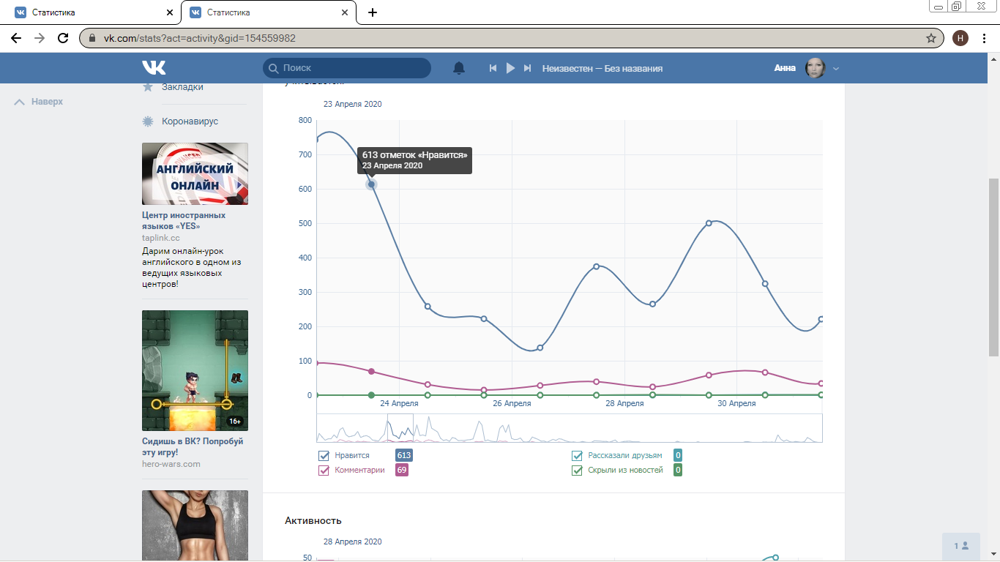 Статистика
Статистика
vk.com/stats?act=activity&gid=154559982
H
Поиск
Неизвестен — Без названия
Анна
Наверх
Закладки
Коронавирус
АНГЛИЙСКИЙ
ОНЛАЙН
Центр иностранных
языков «YES»
taplink.cc
Дарим онлайн-урок
английского в одном из
ведущих языковых
центров!
16+
Сидишь в ВК? Попробуй
эту игру!
hero-wars.com
23 Апреля 2020
800
700
600
500
400
300
200
100
0
613 отметок «Нравится»
23 Апреля 2020
24 Апреля
26 Апреля
28 Апреля
30 Апреля
Нравится 613
Рассказали друзьям 0
Комментарии 69
Скрыли из новостей 0
Активность
28 Апреля 2020
50
1